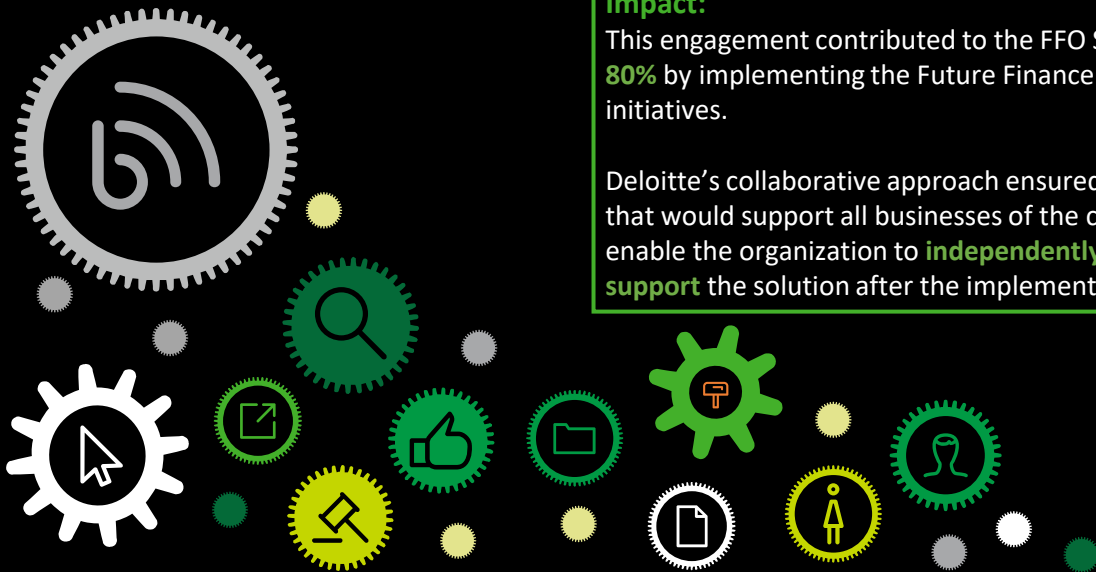 Impact:
This engagement contributed to the FFO
80% by implementing the Future Finance
initiatives.
Deloitte’s collaborative approach ensured
that would support all businesses of the
enable the organization to independently
support the solution after the